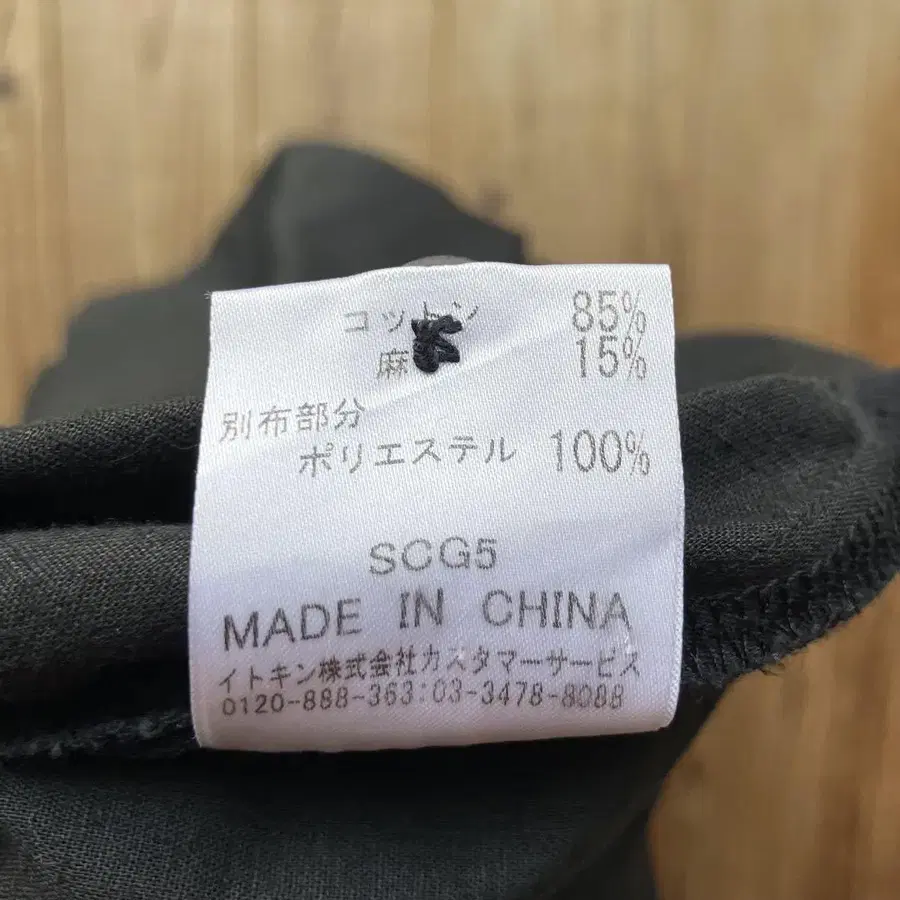 コットン 85%
麻 15%
別布部分
ポリエステル 100%
SCG5
MADE IN CHINA
イトキン株式会社カスタマーサービス
0120-888-363:03-3478-8088